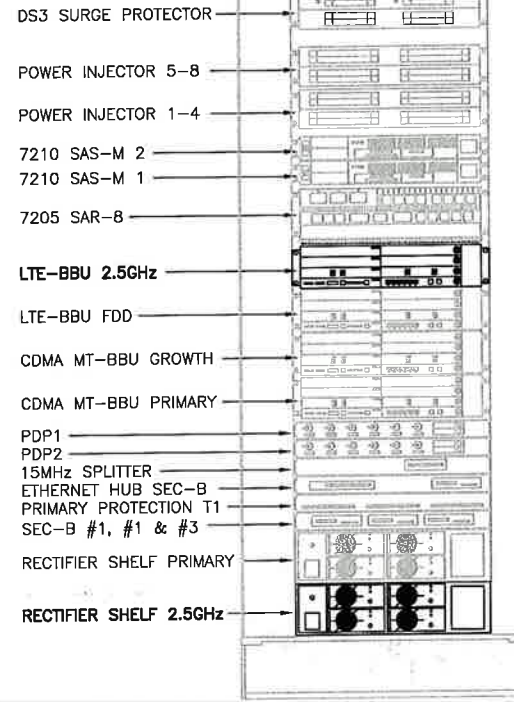 DS3 SURGE PROTECTOR
POWER INJECTOR 5-8
POWER INJECTOR 1-4
7210 SAS-M 2
7210 SAS-M 1
7205 SAR-8
LTE-BBU 2.5GHz
LTE-BBU FDD
CDMA MT-BBU GROWTH
CDMA MT-BBU PRIMARY
PDP1
PDP2
15MHz SPLITTER
ETHERNET HUB SEC-B
PRIMARY PROTECTION T1
SEC-B #1, #1 & #3
RECTIFIER SHELF PRIMARY
RECTIFIER SHELF 2.5GHz